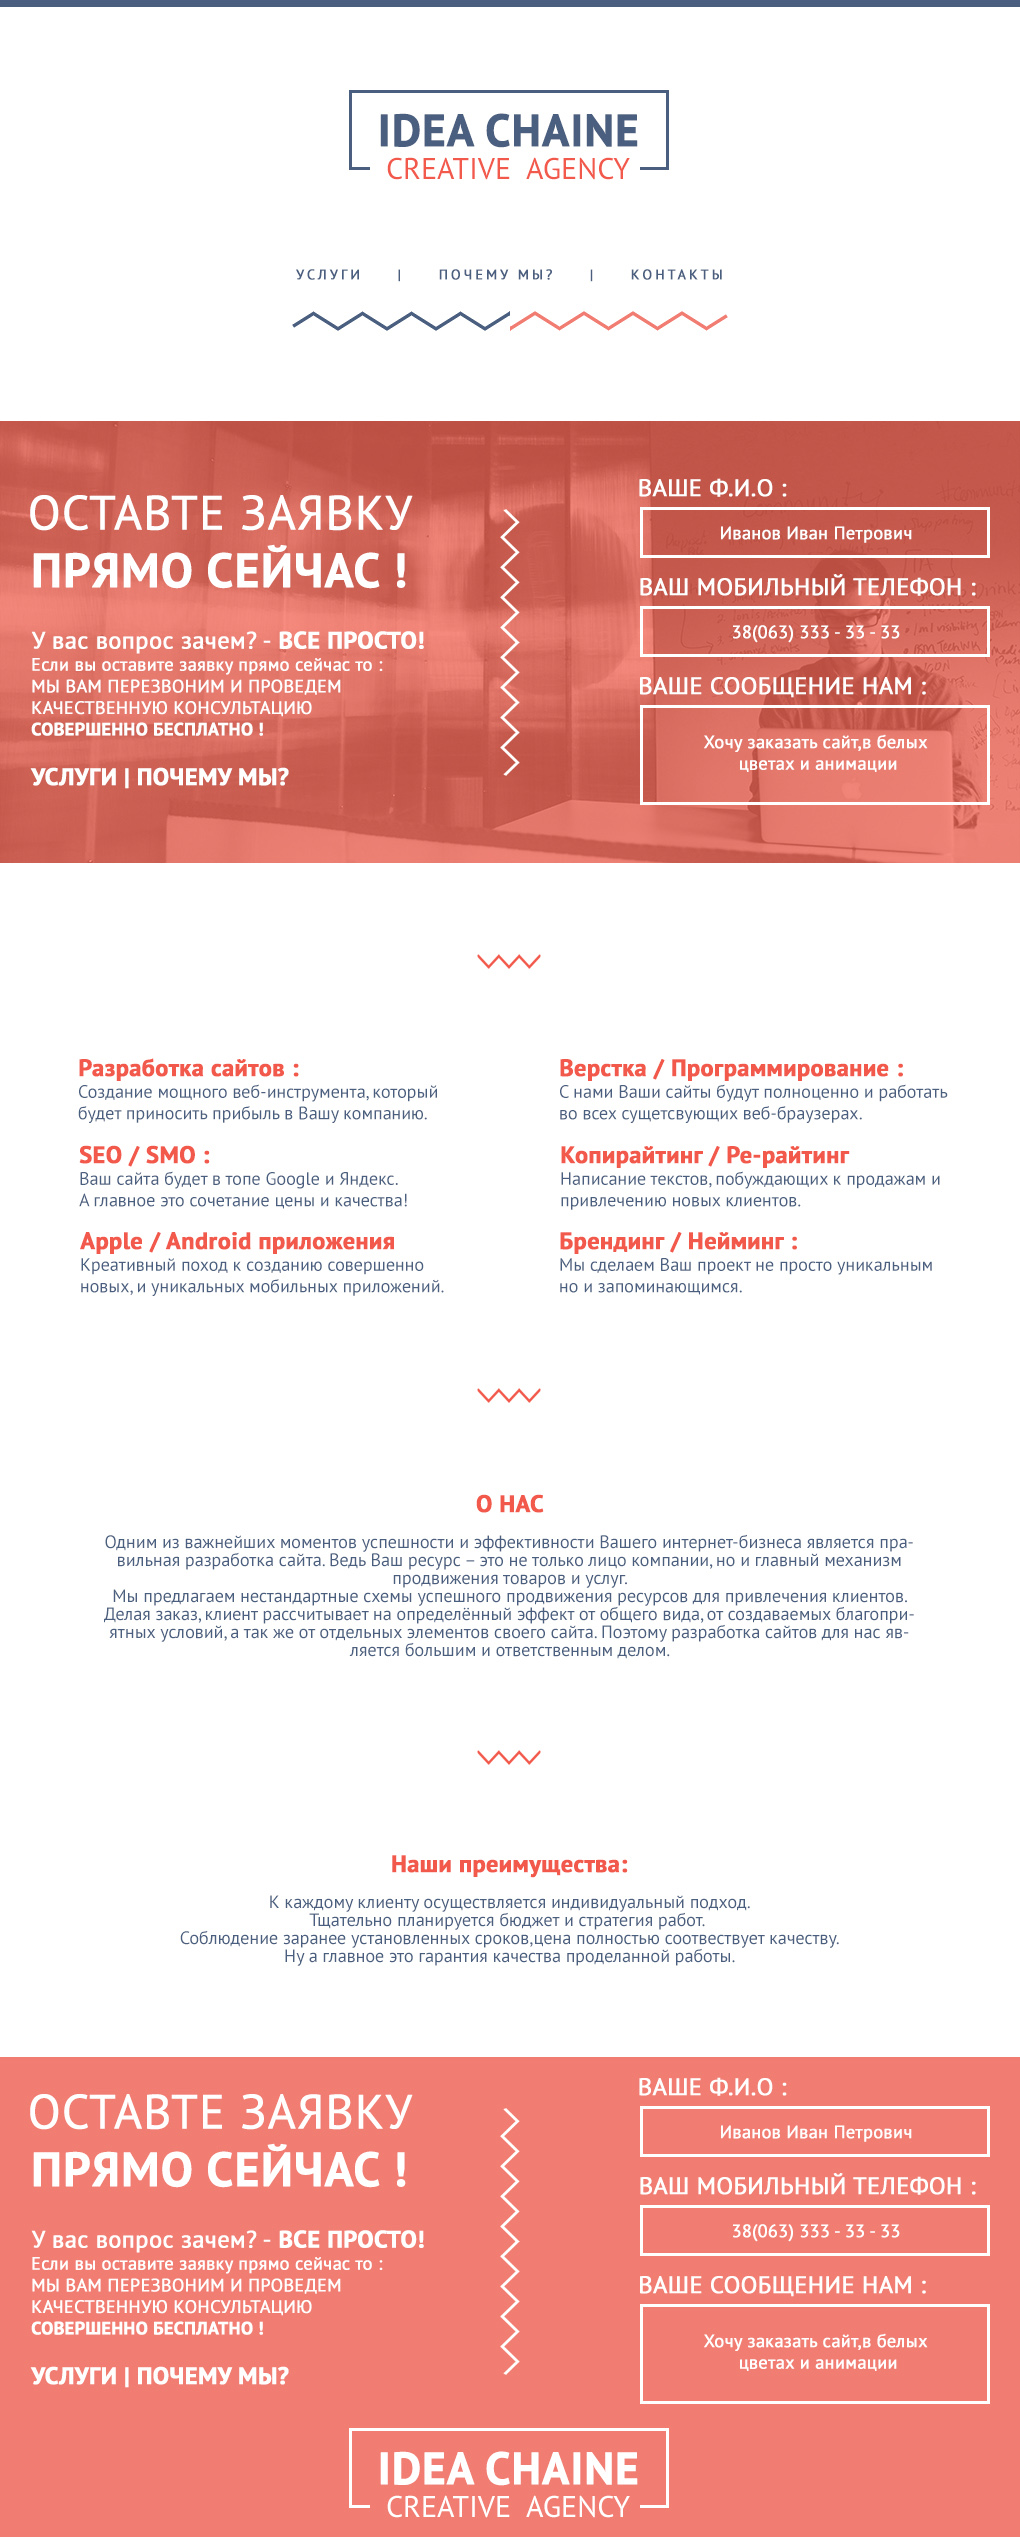 IDEA CHAINE
CREATIVE AGENCY
УСЛУГИ | ПОЧЕМУ МЫ? | КОНТАКТЫ
ОСТАВТЕ ЗАЯВКУ
ПРЯМО СЕЙЧАС !
У вас вопрос зачем? - ВСЕ ПРОСТО!
Если вы оставите заявку прямо сейчас то :
МЫ ВАМ ПЕРЕЗВОНИМ И ПРОВЕДЕМ
КАЧЕСТВЕННУЮ КОНСУЛЬТАЦИЮ
СОВЕРШЕННО БЕСПЛАТНО !
УСЛУГИ | ПОЧЕМУ МЫ?
ВАШЕ Ф.И.О :
Иванов Иван Петрович
ВАШ МОБИЛЬНЫЙ ТЕЛЕФОН :
38(063) 333 - 33 - 33
ВАШЕ СООБЩЕНИЕ НАМ :
Хочу заказать сайт,в белых
цветах и анимации
Разработка сайтов :
Создание мощного веб-инструмента, который
будет приносить прибыль в Вашу компанию.
SEO / SMO :
Ваш сайта будет в топе Google и Яндекс.
А главное это сочетание цены и качества!
Apple / Android приложения
Креативный поход к созданию совершенно
новых, и уникальных мобильных приложений.
Верстка / Программирование :
С нами Ваши сайты будут полноценно и работать
во всех сущетсвующих веб-браузерах.
Копирайтинг / Ре-райтинг
Написание текстов, побуждающих к продажам и
привлечению новых клиентов.
Брендинг / Нейминг :
Мы сделаем Ваш проект не просто уникальным
но и запоминающимся.
О НАС
Одним из важнейших моментов успешности и эффективности Вашего интернет-бизнеса является пра-
вильная разработка сайта. Ведь Ваш ресурс – это не только лицо компании, но и главный механизм
продвижения товаров и услуг.
Мы предлагаем нестандартные схемы успешного продвижения ресурсов для привлечения клиентов.
Делая заказ, клиент рассчитывает на определённый эффект от общего вида, от создаваемых благопри-
ятных условий, а так же от отдельных элементов своего сайта. Поэтому разработка сайтов для нас яв-
ляется большим и ответственным делом.
Наши преимущества:
К каждому клиенту осуществляется индивидуальный подход.
Тщательно планируется бюджет и стратегия работ.
Соблюдение заранее установленных сроков,цена полностью соотвествует качеству.
Ну а главное это гарантия качества проделанной работы.
ОСТАВТЕ ЗАЯВКУ
ПРЯМО СЕЙЧАС !
У вас вопрос зачем? - ВСЕ ПРОСТО!
Если вы оставите заявку прямо сейчас то :
МЫ ВАМ ПЕРЕЗВОНИМ И ПРОВЕДЕМ
КАЧЕСТВЕННУЮ КОНСУЛЬТАЦИЮ
СОВЕРШЕННО БЕСПЛАТНО !
УСЛУГИ | ПОЧЕМУ МЫ?
ВАШЕ Ф.И.О :
Иванов Иван Петрович
ВАШ МОБИЛЬНЫЙ ТЕЛЕФОН :
38(063) 333 - 33 - 33
ВАШЕ СООБЩЕНИЕ НАМ :
Хочу заказать сайт,в белых
цветах и анимации
IDEA CHAINE
CREATIVE AGENCY